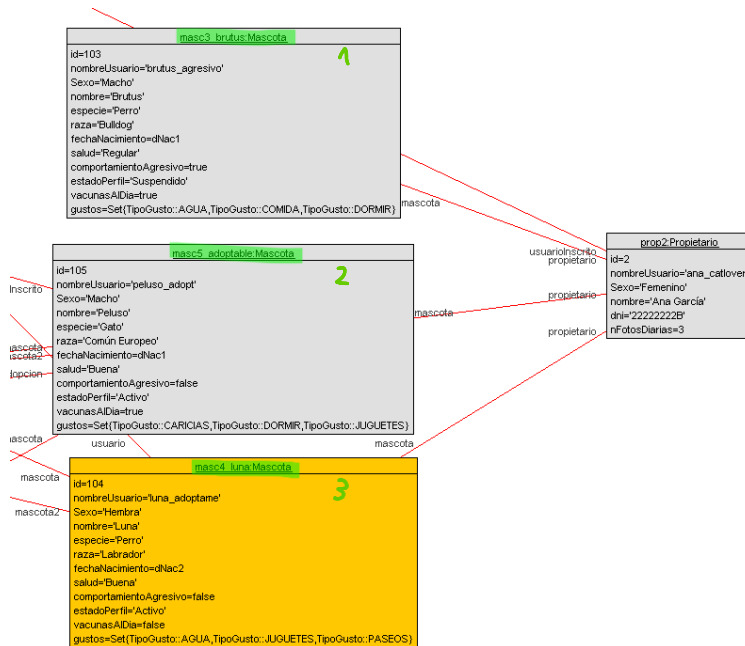 masc3_brutus:Mascota
1
id=103
nombreUsuario='brutus_agresivo'
Sexo='Macho'
nombre='Brutus'
especie='Perro'
raza='Bulldog'
fechaNacimiento=dNac1
salud='Regular'
comportamientoAgresivo=true
estadoPerfil='Suspendido'
vacunasAlDia=true
gustos=Set{TipoGusto::AGUA,TipoGusto::COMIDA,TipoGusto::DORMIR}
mascota
masc5_adoptable:Mascota
2
id=105
nombreUsuario='peluso_adopt'
Sexo='Macho'
nombre='Peluso'
especie='Gato'
raza='Común Europeo'
fechaNacimiento=dNac1
salud='Buena'
comportamientoAgresivo=false
estadoPerfil='Activo'
vacunasAlDia=true
gustos=Set{TipoGusto::CARICIAS,TipoGusto::DORMIR,TipoGusto::JUGUETES}
Inscrito
mascota
mascota2
dopcion
mascota
usuario
mascota
mascota
mascota
mascota2
masc4_luna:Mascota
3
id=104
nombreUsuario='luna_adoptame'
Sexo='Hembra'
nombre='Luna'
especie='Perro'
raza='Labrador'
fechaNacimiento=dNac2
salud='Buena'
comportamientoAgresivo=false
estadoPerfil='Activo'
vacunasAlDia=false
gustos=Set{TipoGusto::AGUA,TipoGusto::JUGUETES,TipoGusto::PASEOS}
usuarioInscrito
propietario
propietario
propietario
prop2:Propietario
id=2
nombreUsuario='ana_catlover
Sexo='Femenino'
nombre='Ana García'
dni='22222222B'
nFotosDiarias=3